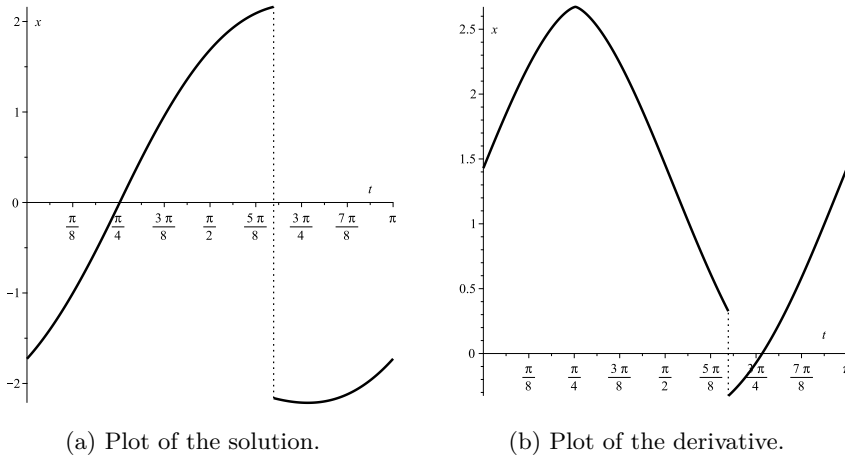 2
x
1
t
0
π/8 π/4 3π/8 π/2 5π/8 3π/4 7π/8 π
−1
−2
(a) Plot of the solution.
x
2.5
2
1.5
1
0.5
t
0
π/8 π/4 3π/8 π/2 5π/8 3π/4 7π/8
(b) Plot of the derivative.